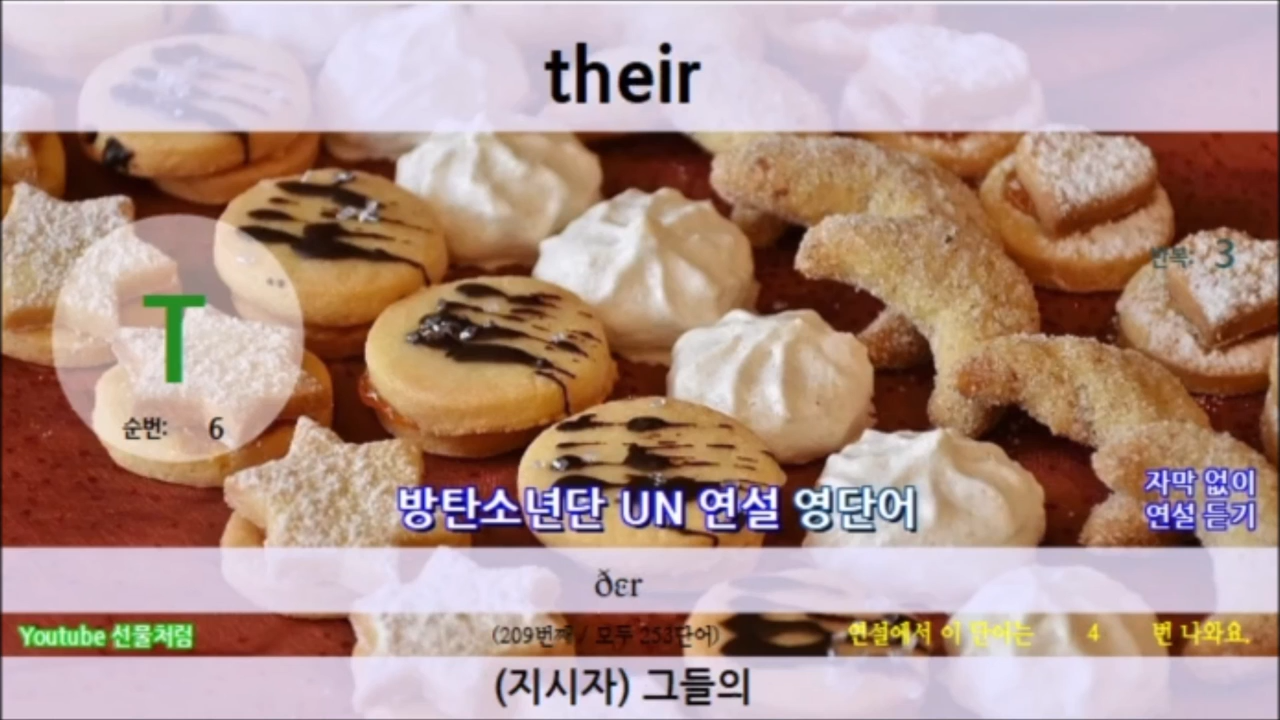 their
반복: 3
T
순번: 6
자막 없이
연설 듣기
방탄소년단 UN 연설 영단어
ðɛr
Youtube 선물처럼
(209번째 / 모두 253단어)
연설에서 이 단어는 4 번 나와요.
(지시자) 그들의